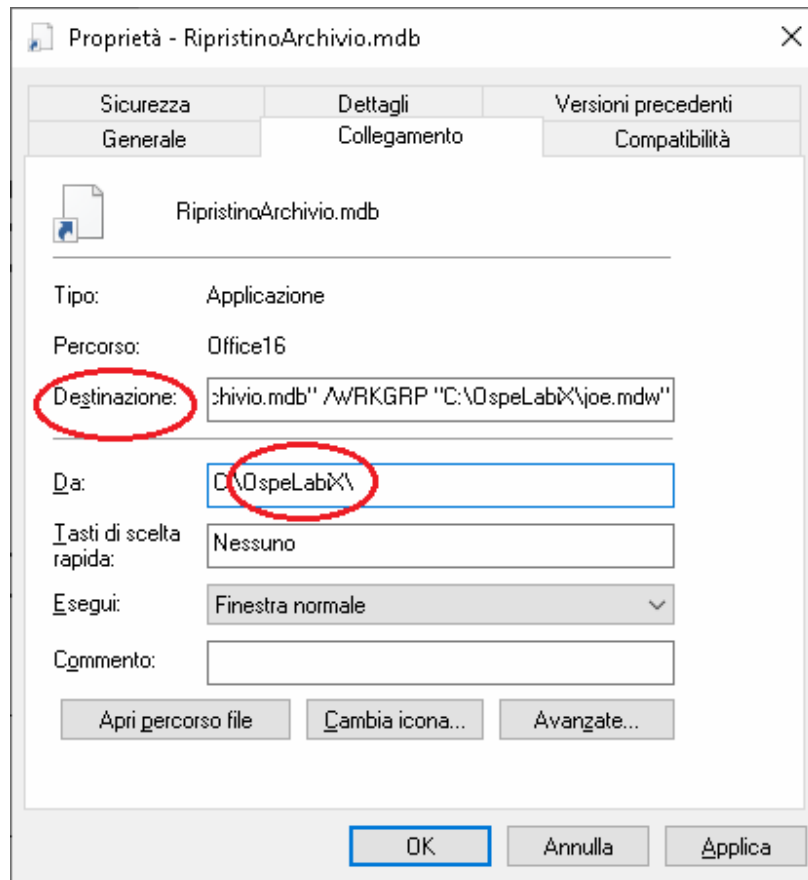 Proprietà - RipristinoArchivio.mdb
Sicurezza Dettagli Versioni precedenti
Generale Collegamento Compatibilità
RipristinoArchivio.mdb
Tipo: Applicazione
Percorso: Office16
Destinazione: chivio.mdb" /WRKGRP "C:\OspeLabiX\joe.mdw"
Da: C:\OspeLabiX\
Tasti di scelta rapida: Nessuno
Esegui: Finestra normale
Commento:
Apri percorso file Cambia icona... Avanzate...
OK Annulla Applica